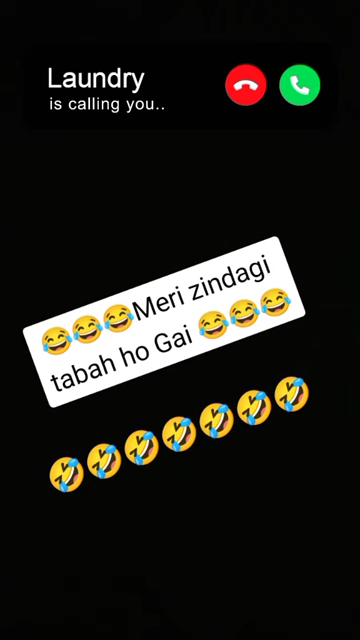 Laundry
is calling you..
😂😂😂Meri zindagi
tabah ho Gai 😂😂😂
🤣🤣🤣🤣🤣🤣🤣